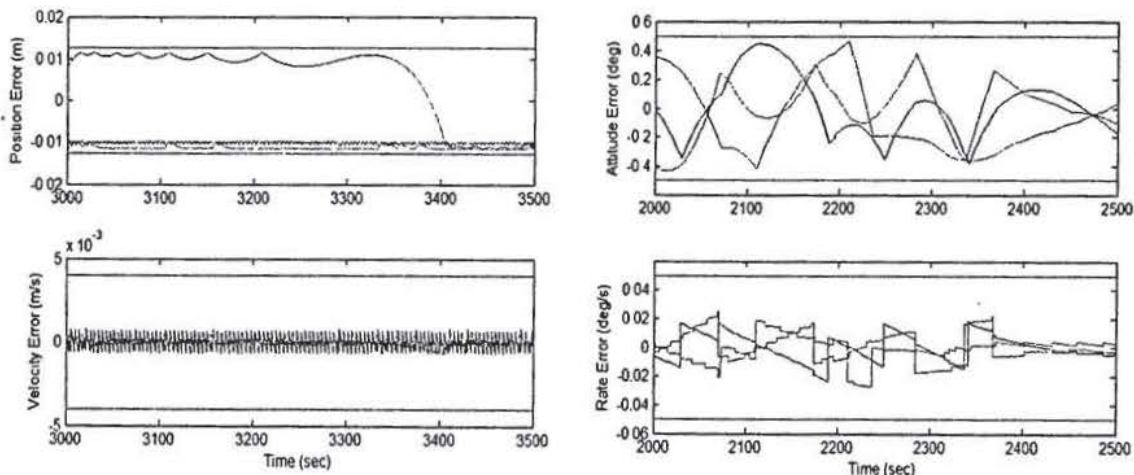 Position Error (m)
0.02
0 01
0
-0 01
-0 02
3000 3100 3200 3300 3400 3500
Attitude Error (deg)
0.4
0.2
0
-0.2
-0.4
2000 2100 2200 2300 2400 2500
x 10-3
Velocity Error (m/s)
5
0
-5
3000 3100 3200 3300 3400 3500
Time (sec)
Rate Error (deg/s)
0 04
0.02
0
-0.02
-0.04
-0 06
2000 2100 2200 2300 2400 2500
Time (sec)